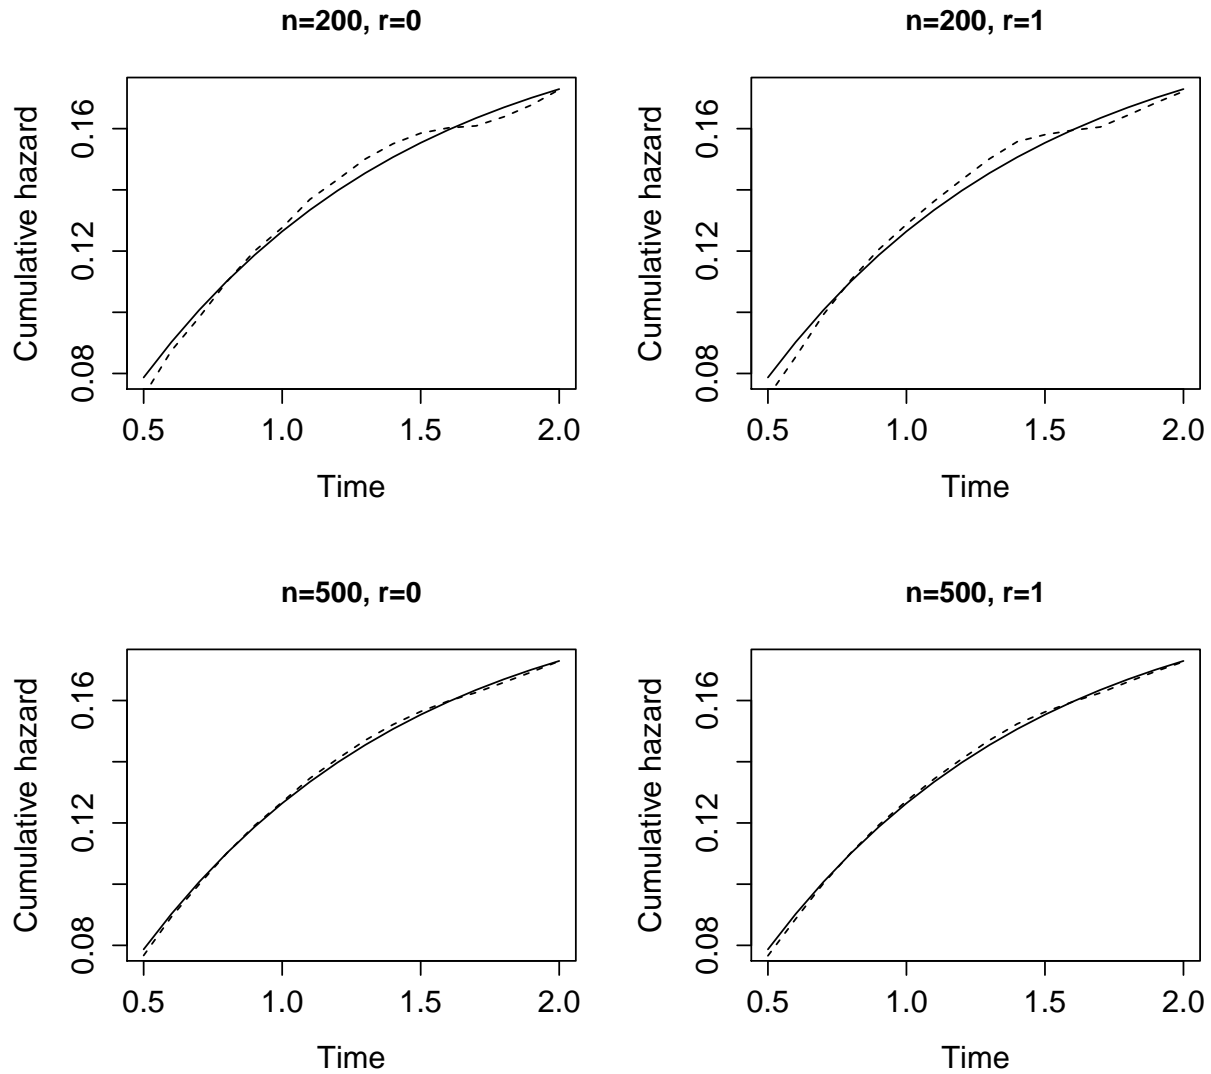 n=200, r=0
Cumulative hazard
0.08 0.12 0.16
0.5 1.0 1.5 2.0
Time
n=200, r=1
Cumulative hazard
0.08 0.12 0.16
0.5 1.0 1.5 2.0
Time
n=500, r=0
Cumulative hazard
0.08 0.12 0.16
0.5 1.0 1.5 2.0
Time
n=500, r=1
Cumulative hazard
0.08 0.12 0.16
0.5 1.0 1.5 2.0
Time